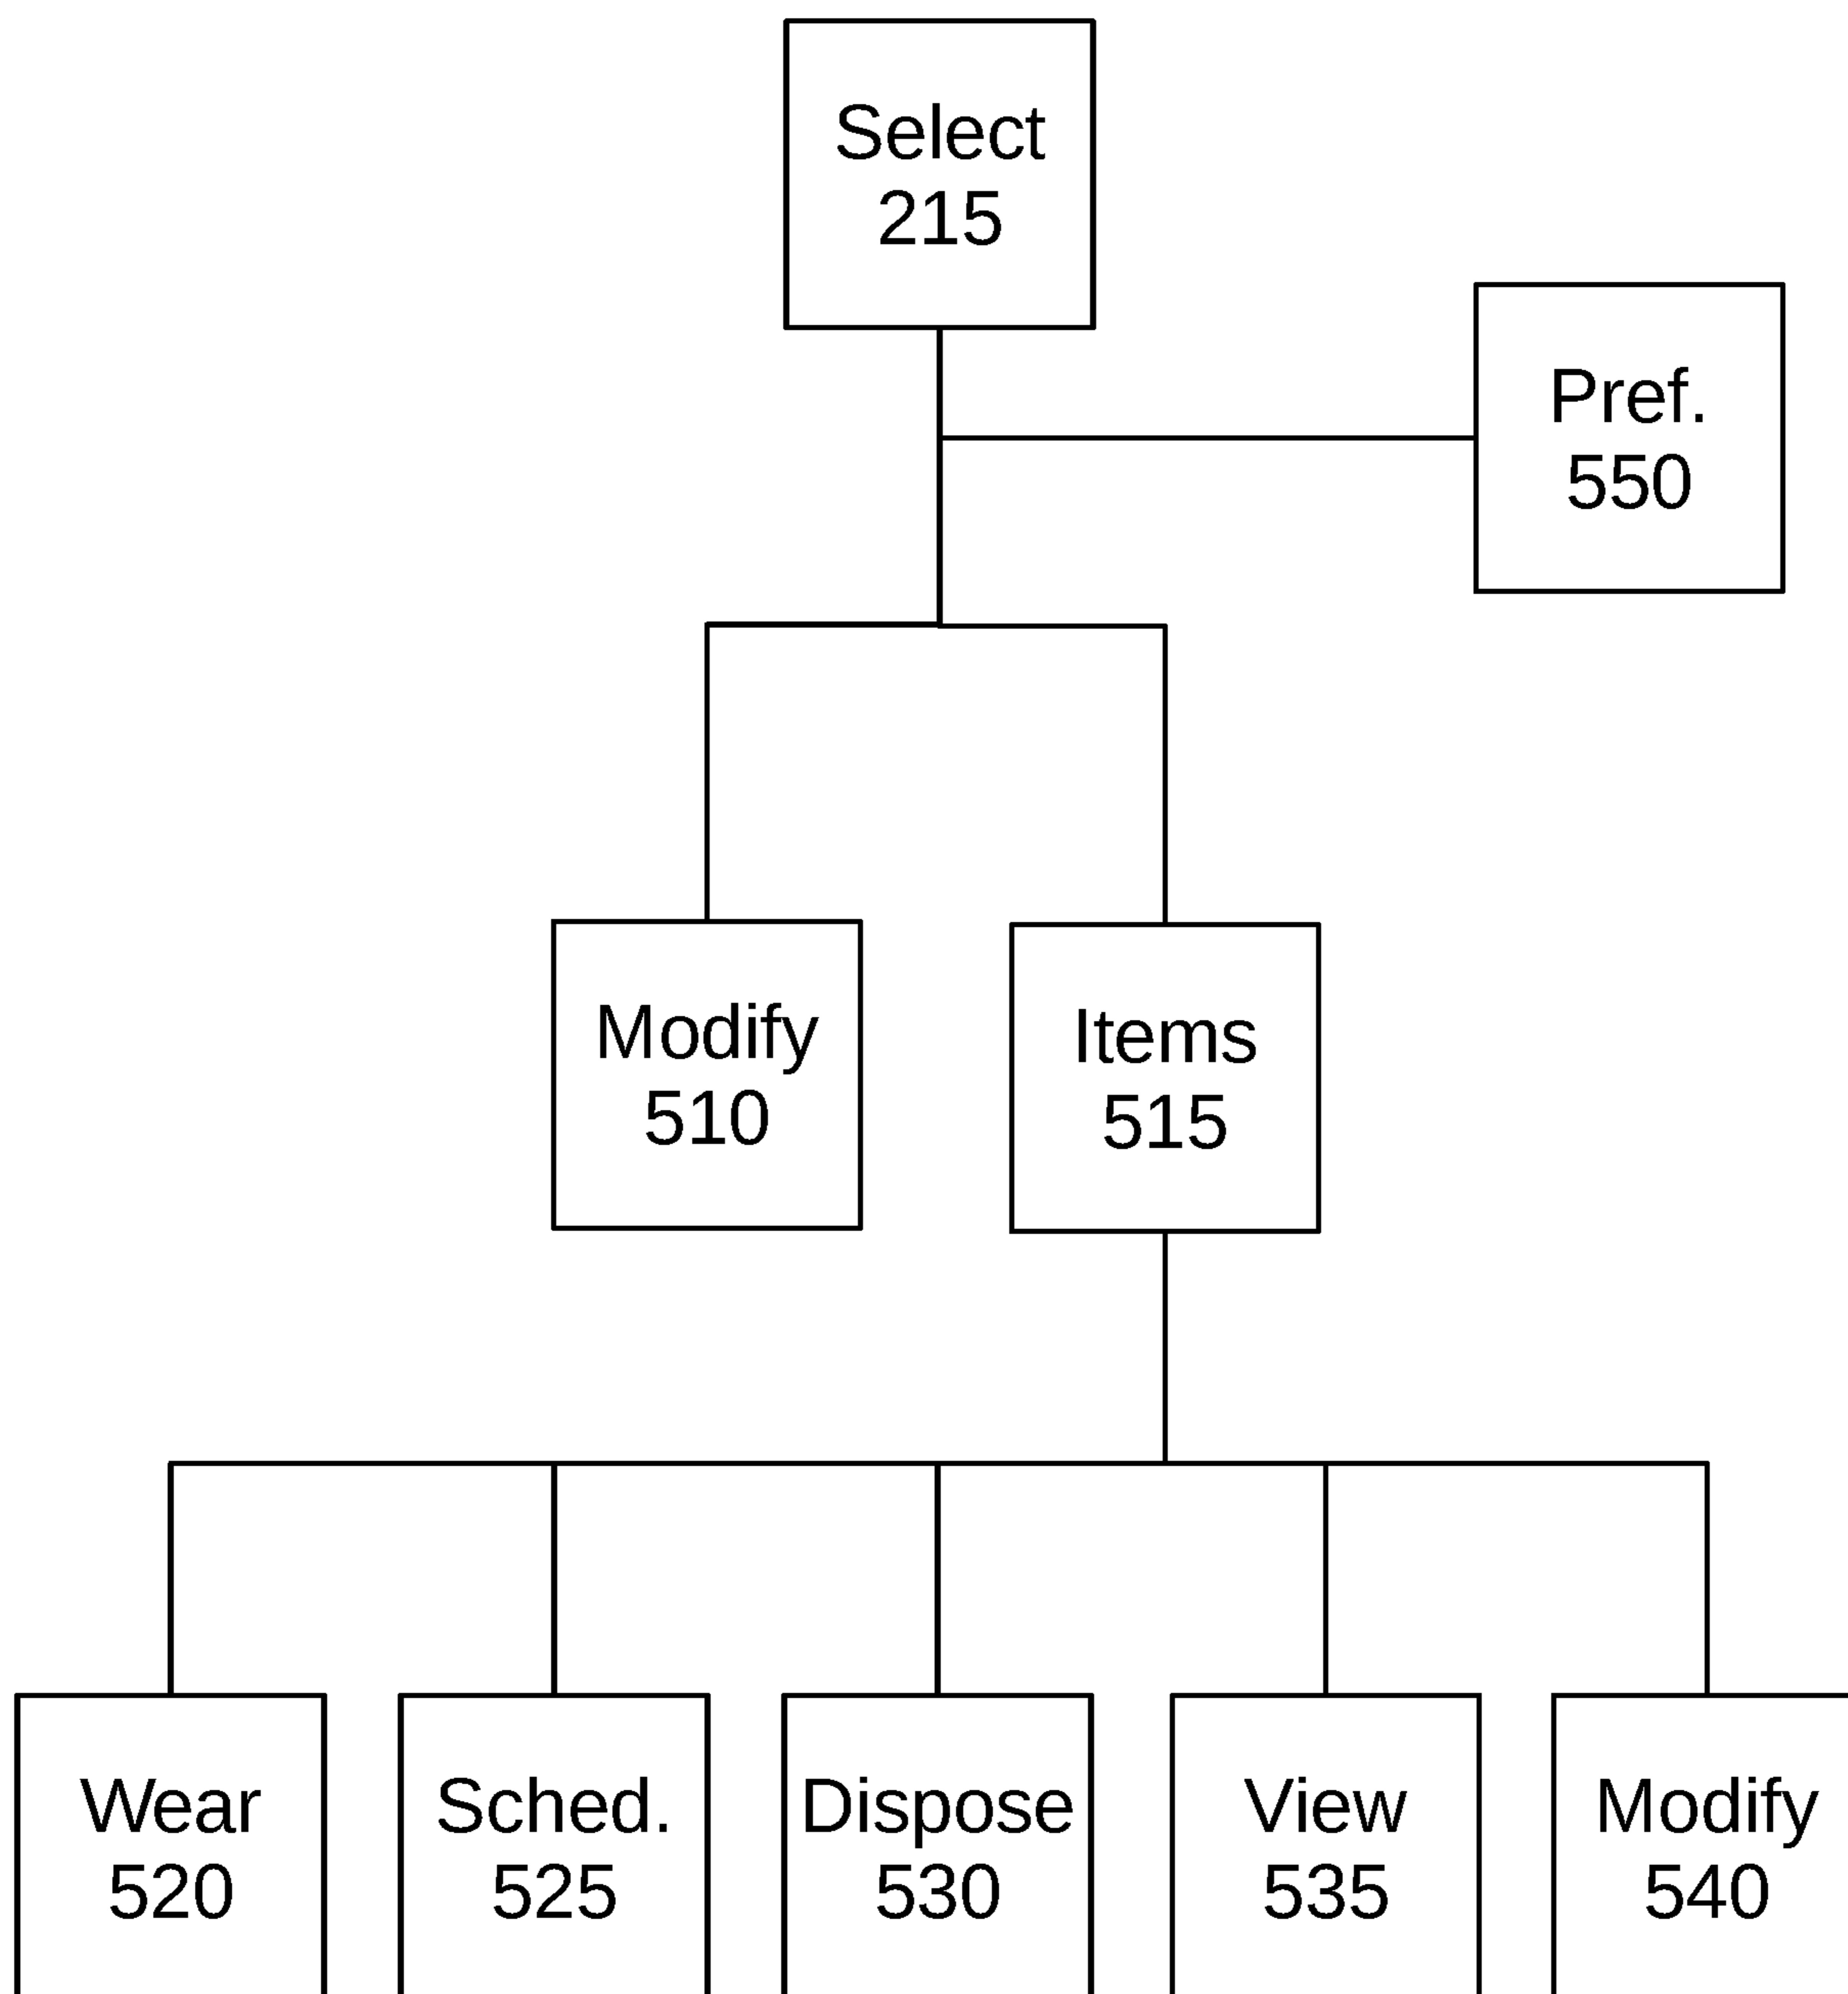 Select
215
Pref.
550
Modify
510
Items
515
Wear
520
Sched.
525
Dispose
530
View
535
Modify
540